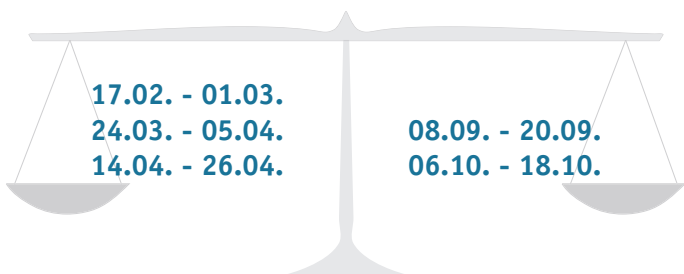 17.02. - 01.03.
24.03. - 05.04.
14.04. - 26.04.
08.09. - 20.09.
06.10. - 18.10.